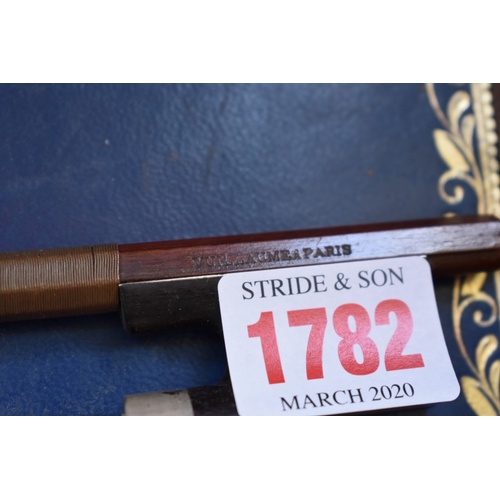 VUILLAUME À PARIS
STRIDE & SON
1782
MARCH 2020